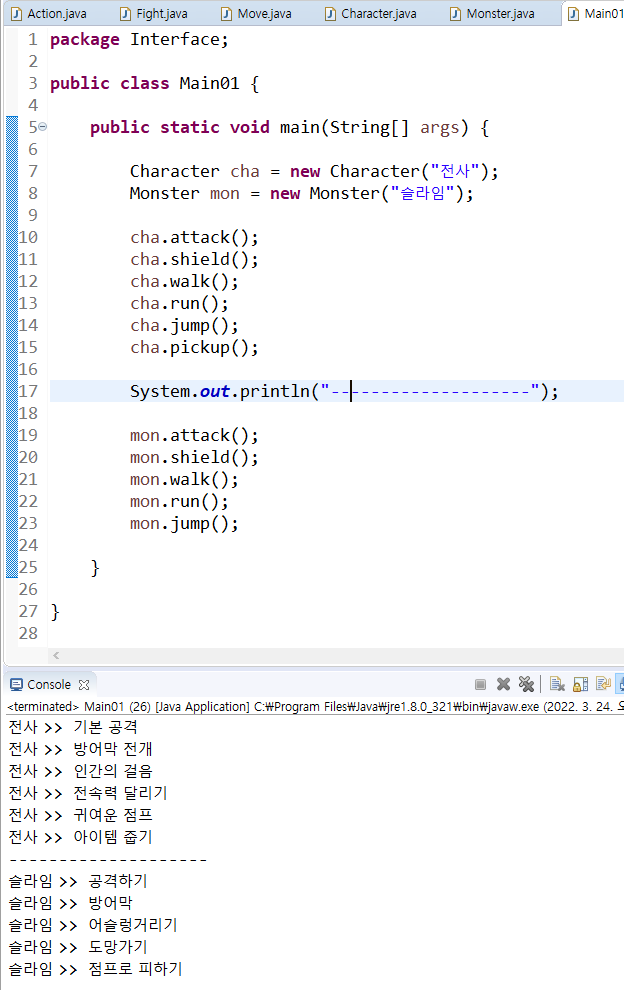 Action.java Fight.java Move.java Character.java Monster.java Main01
1 package Interface;
2
3 public class Main01 {
4
5 public static void main(String[] args) {
6
7 Character cha = new Character("전사");
8 Monster mon = new Monster("슬라임");
9
10 cha.attack();
11 cha.shield();
12 cha.walk();
13 cha.run();
14 cha.jump();
15 cha.pickup();
16
17 System.out.println("--------------------");
18
19 mon.attack();
20 mon.shield();
21 mon.walk();
22 mon.run();
23 mon.jump();
24
25 }
26
27 }
28
Console
<terminated> Main01 (26) [Java Application] C:₩Program Files₩Java₩jre1.8.0_321₩bin₩javaw.exe (2022. 3. 24.
전사 >> 기본 공격
전사 >> 방어막 전개
전사 >> 인간의 걸음
전사 >> 전속력 달리기
전사 >> 귀여운 점프
전사 >> 아이템 줍기
--------------------
슬라임 >> 공격하기
슬라임 >> 방어막
슬라임 >> 어슬렁거리기
슬라임 >> 도망가기
슬라임 >> 점프로 피하기